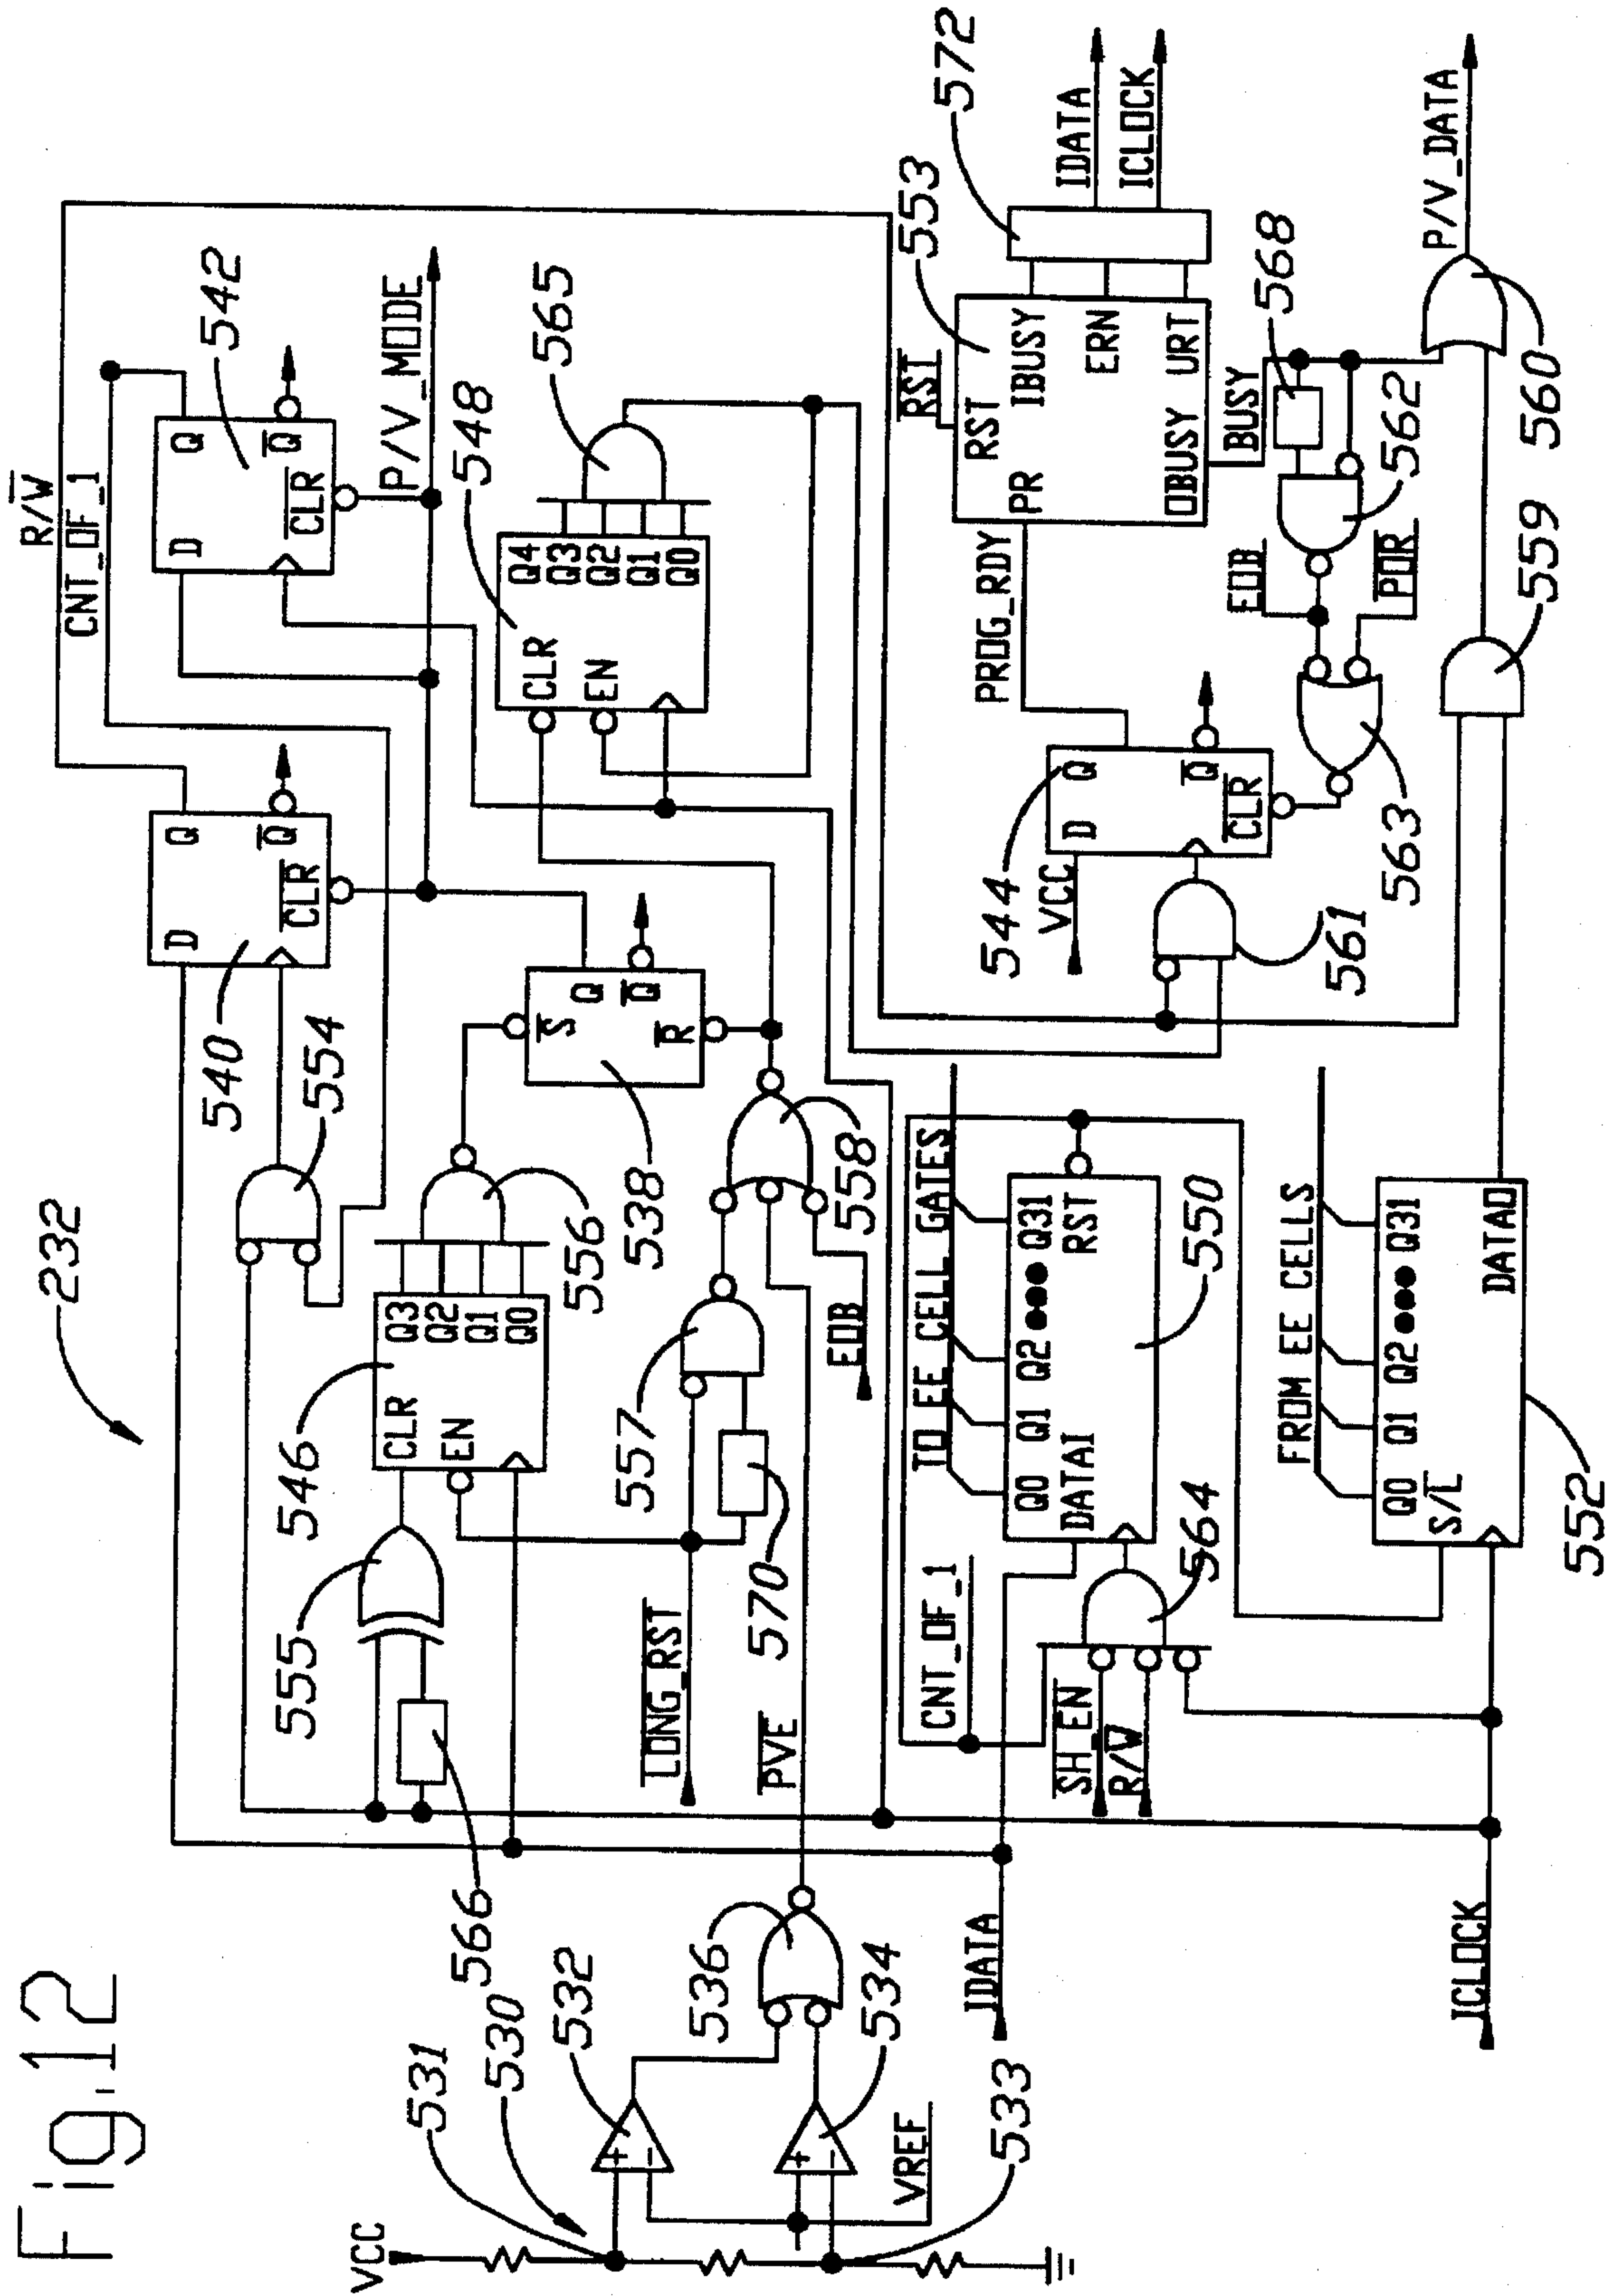 Fig.12
232
R/W
CNT_OF_1
540
D
Q
Q
CLR
542
D
Q
Q
CLR
P/V_MODE
554
546
CLR
EN
Q3
Q2
Q1
Q0
556
555
566
538
S
Q
Q
R
548
CLR
EN
Q4
Q3
Q2
Q1
Q0
565
LONG_RST
557
570
PVE
558
EOB
VCC
531
530
532
536
534
533
VREF
IDATA
ICLOCK
CNT_OF_1
SH_EN
R/W
564
TO EE CELL GATES
Q0 Q1 Q2 Q31
DATAI
RST
550
FROM EE CELLS
Q0 Q1 Q2 Q31
S/L
DATAO
552
544
VCC
D
Q
Q
CLR
561
563
PROG_RDY
RST
553
RST
PR
IBUSY
ERN
OBUSY URT
572
IDATA
ICLOCK
BUSY
568
562
EOB
POR
559
560
P/V_DATA